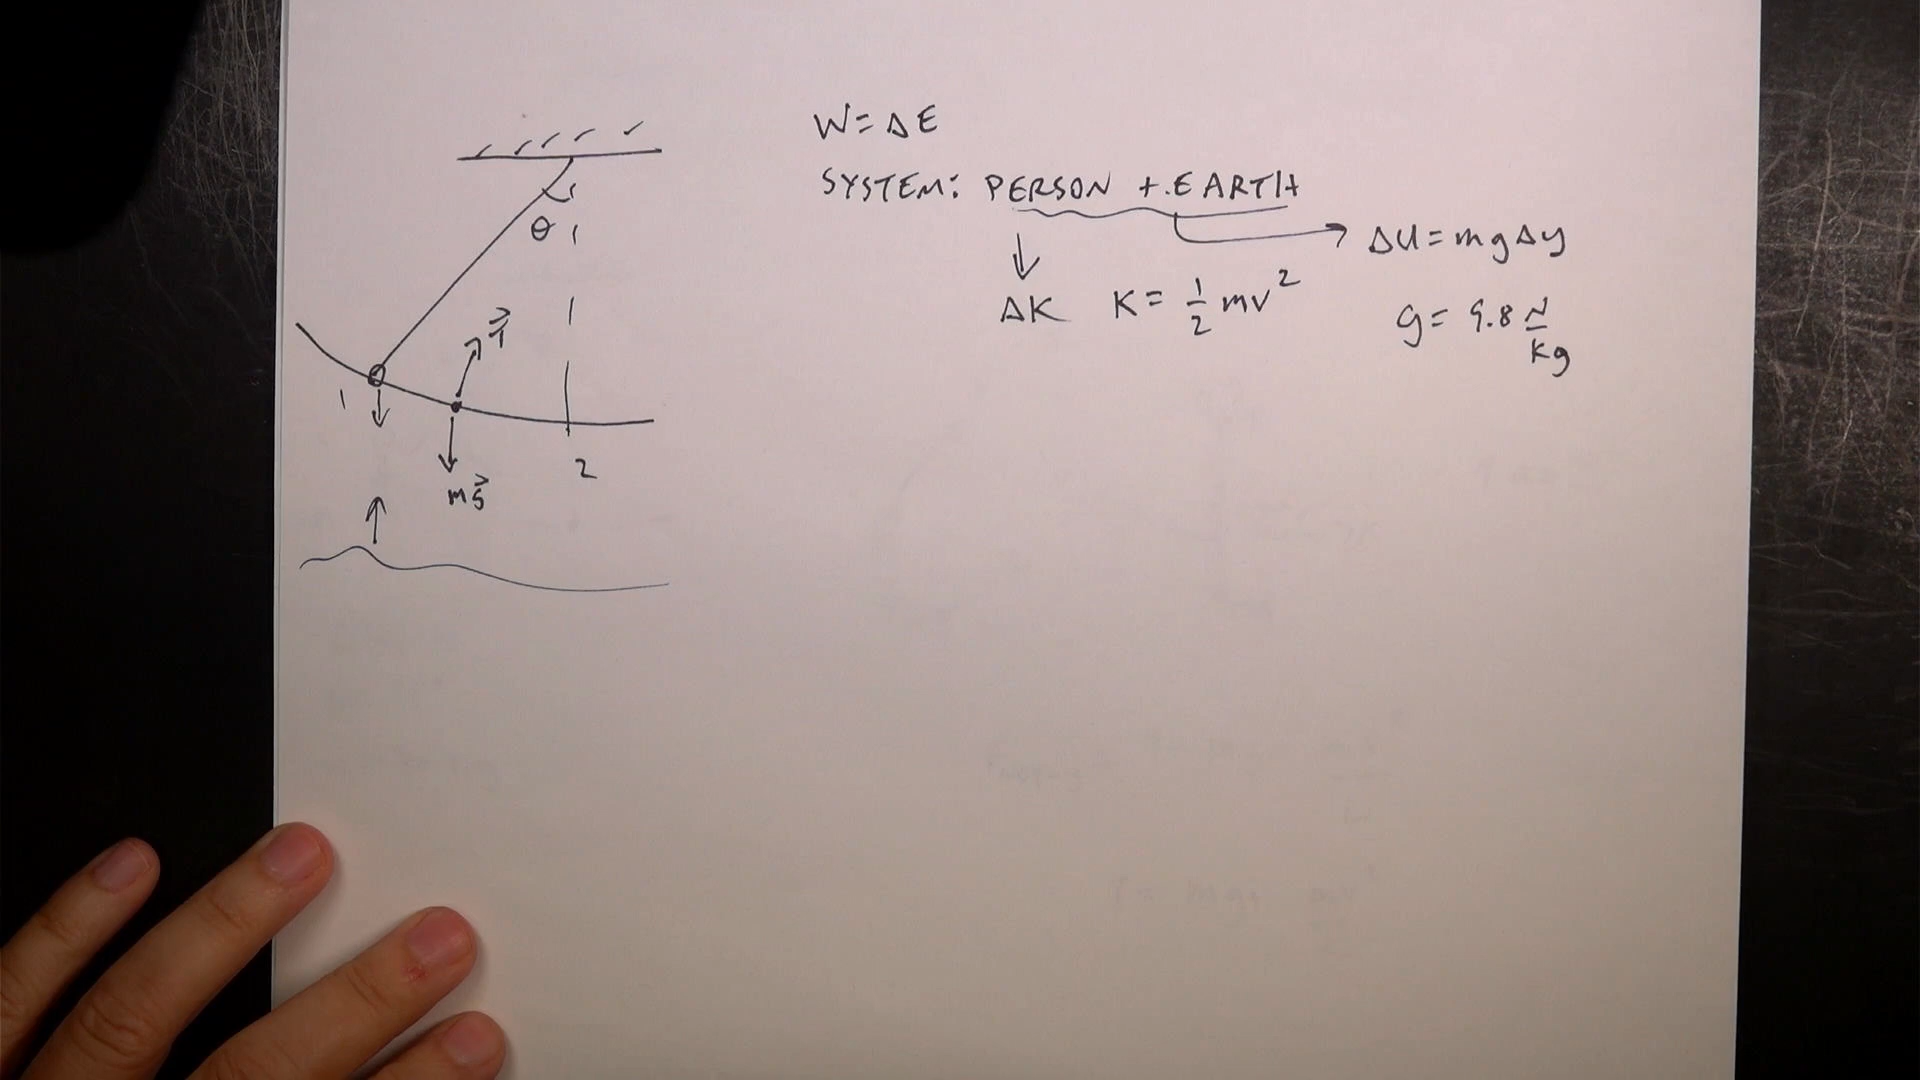 W = ΔE
SYSTEM: PERSON + EARTH
ΔU = mgΔy
ΔK K = 1/2 mv²
g = 9.8 N/kg
θ
T⃗
1
2
mg⃗